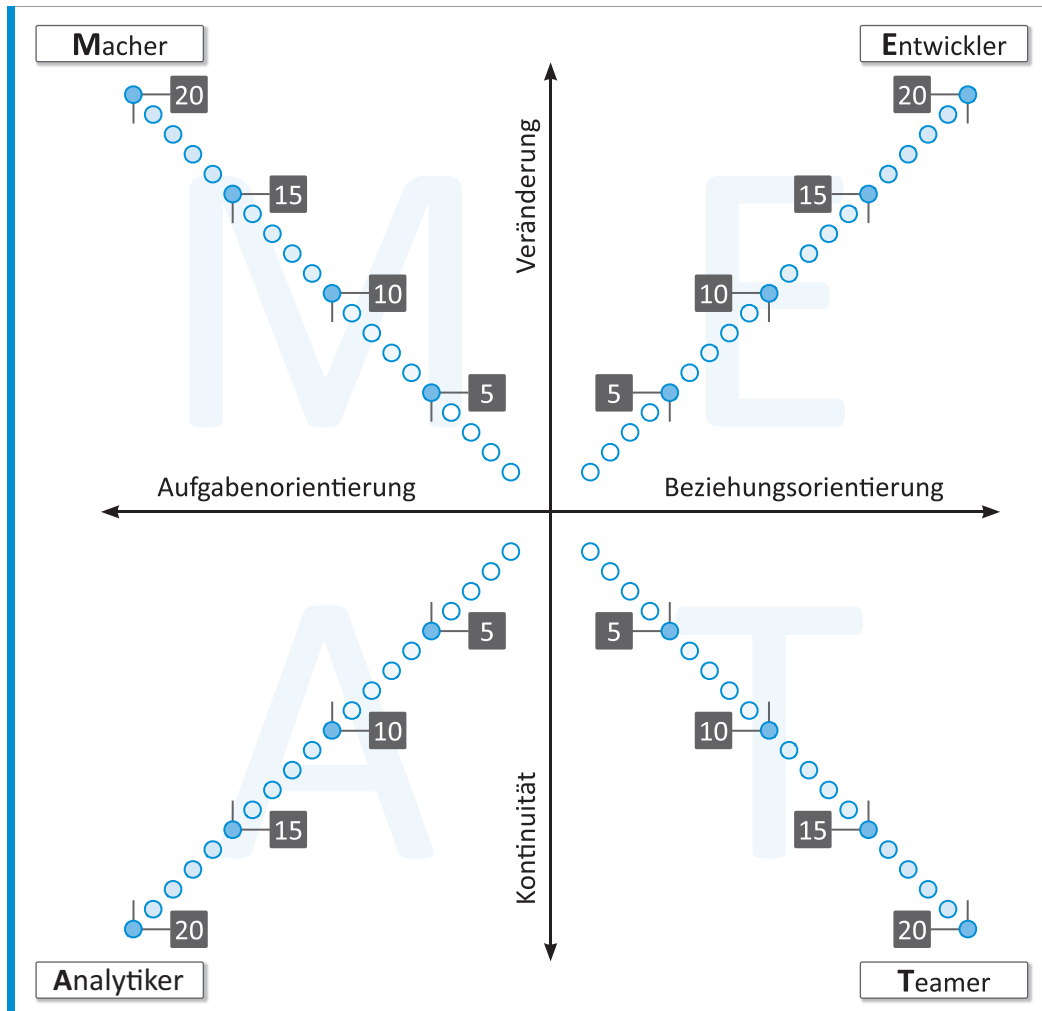 Macher
Entwickler
20
20
Veränderung
15
15
10
10
5
5
M
E
Aufgabenorientierung
Beziehungsorientierung
5
5
10
10
A
T
Kontinuität
15
15
20
20
Analytiker
Teamer